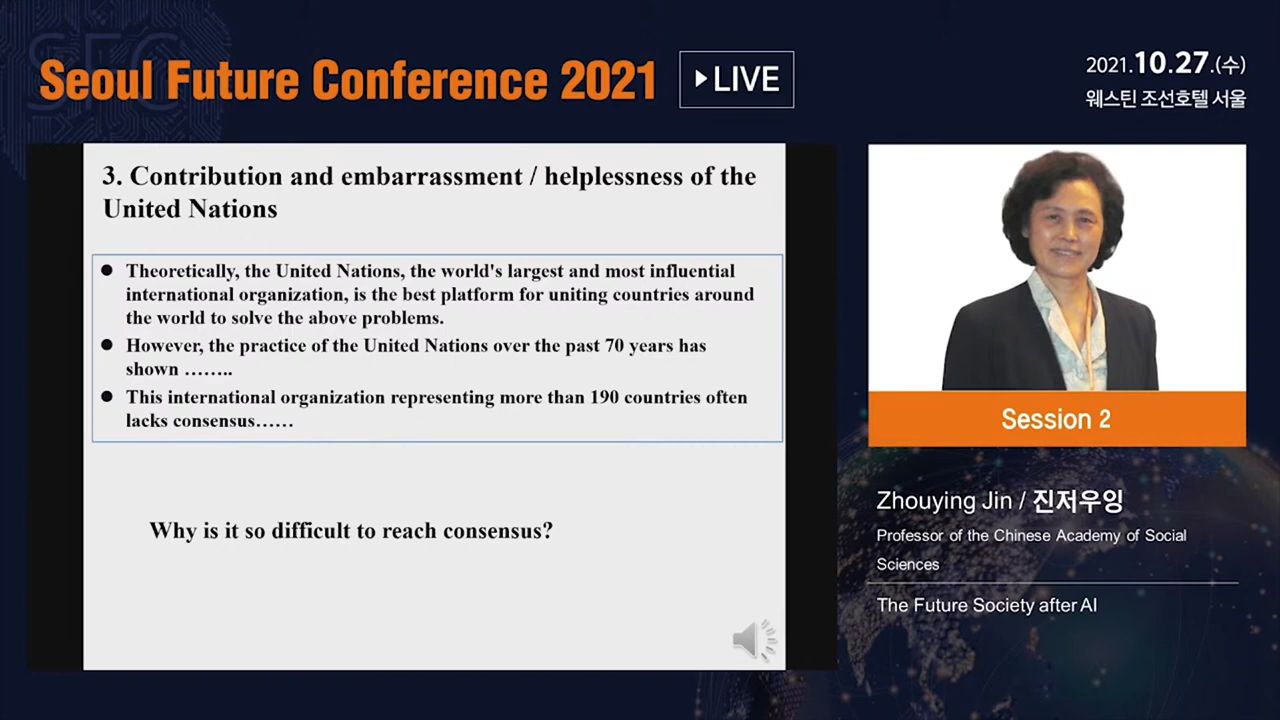 SFC
Seoul Future Conference 2021
LIVE
2021.10.27.(수)
웨스틴 조선호텔 서울
3. Contribution and embarrassment / helplessness of the
United Nations
● Theoretically, the United Nations, the world's largest and most influential
international organization, is the best platform for uniting countries around
the world to solve the above problems.
● However, the practice of the United Nations over the past 70 years has
shown ……..
● This international organization representing more than 190 countries often
lacks consensus……
Why is it so difficult to reach consensus?
Session 2
Zhouying Jin / 진저우잉
Professor of the Chinese Academy of Social
Sciences
The Future Society after AI